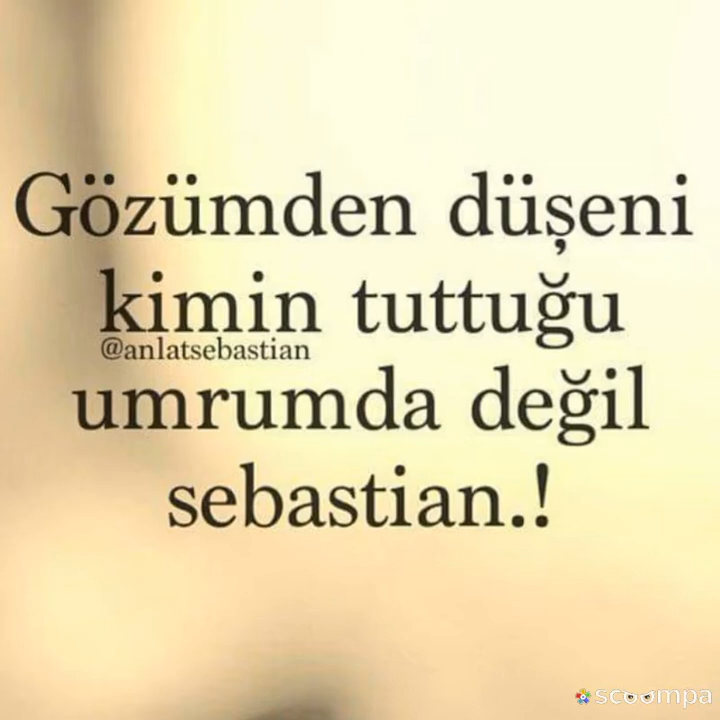 Gözümden düşeni
kimin tuttuğu
@anlatsebastian
umrumda değil
sebastian.!
scoompa